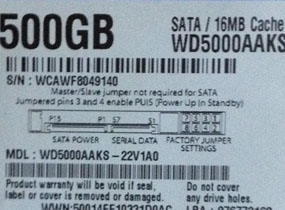 500GB
SATA / 16MB Cache
WD5000AAKS
S/N : WCAWF8049140
Master/Slave jumper not required for SATA
Jumpered pins 3 and 4 enable PUIS (Power Up In Standby)
P15 P1 S7 S1
SATA POWER SERIAL DATA FACTORY JUMPER
SETTINGS
MDL : WD5000AAKS-22V1A0
Product warranty will be void if seal,
label or cover is removed or damaged.
Do not cover
any drive holes.